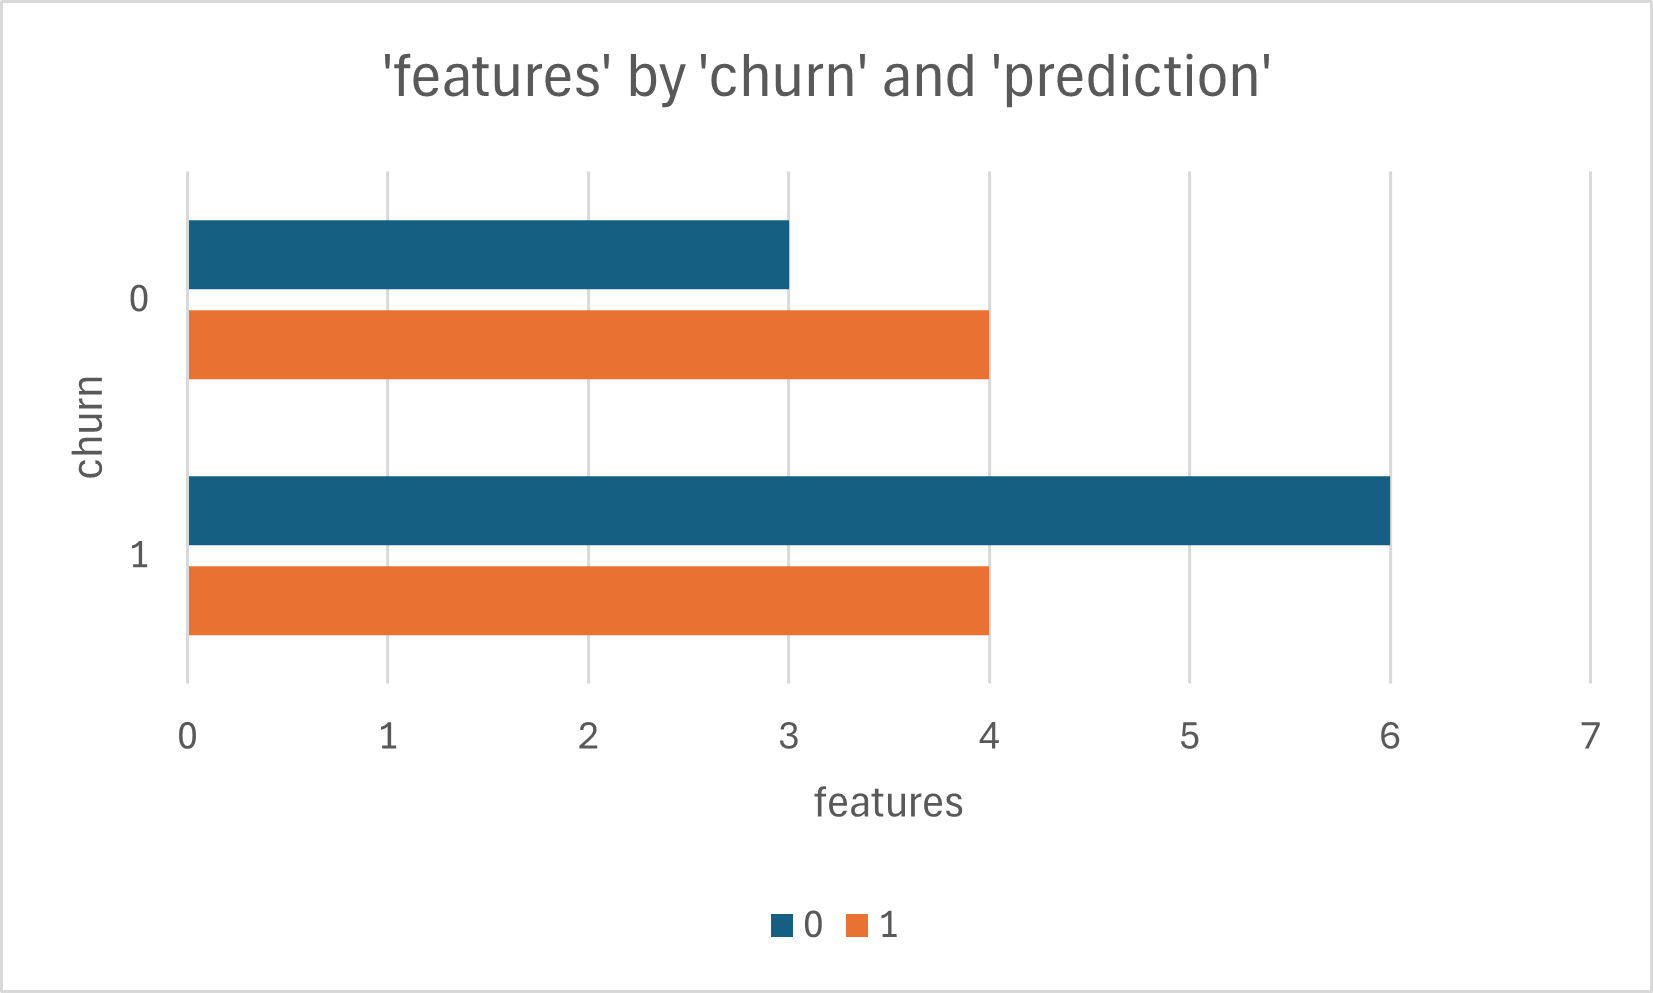 'features' by 'churn' and 'prediction'
churn
0
1
0 1 2 3 4 5 6 7
features
0 1